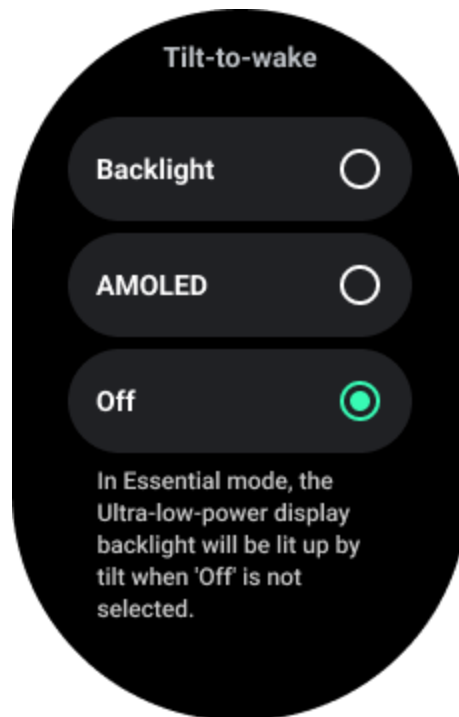 Tilt-to-wake
Backlight
AMOLED
Off
In Essential mode, the
Ultra-low-power display
backlight will be lit up by
tilt when 'Off' is not
selected.